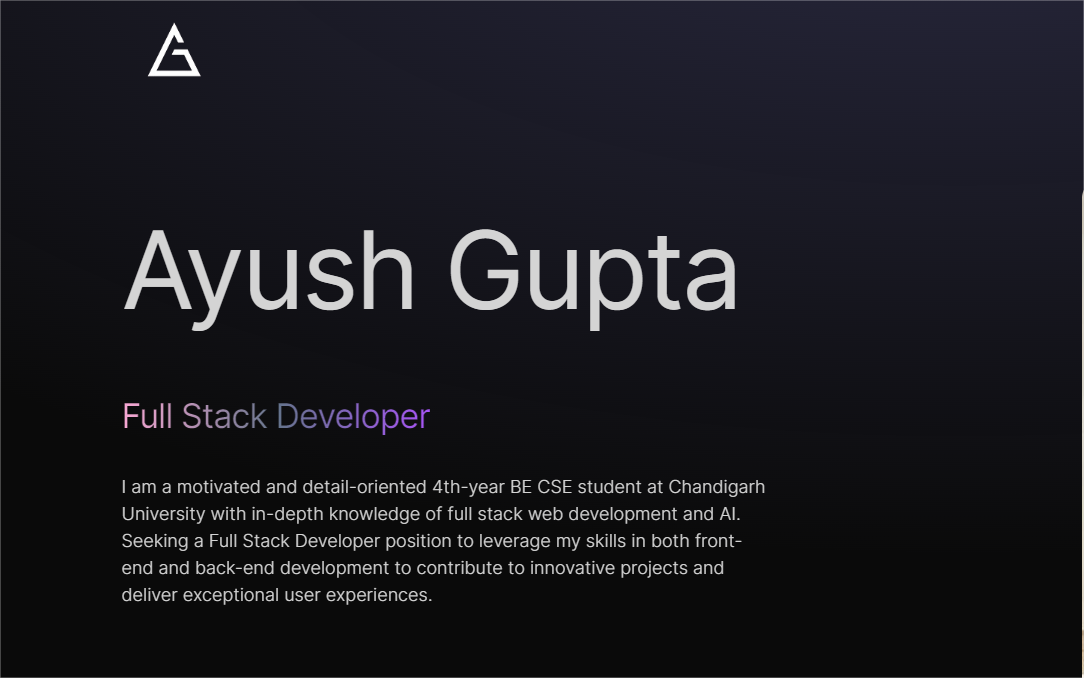 Ayush Gupta
Full Stack Developer
I am a motivated and detail-oriented 4th-year BE CSE student at Chandigarh
University with in-depth knowledge of full stack web development and AI.
Seeking a Full Stack Developer position to leverage my skills in both front-
end and back-end development to contribute to innovative projects and
deliver exceptional user experiences.